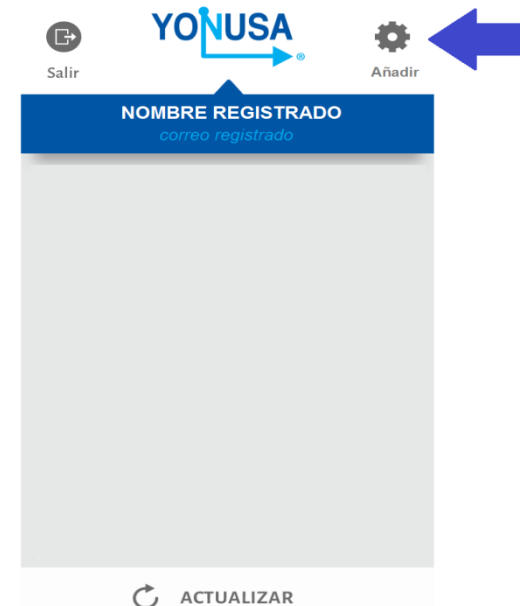 YONUSA
®
Salir
Añadir
NOMBRE REGISTRADO
correo registrado
ACTUALIZAR